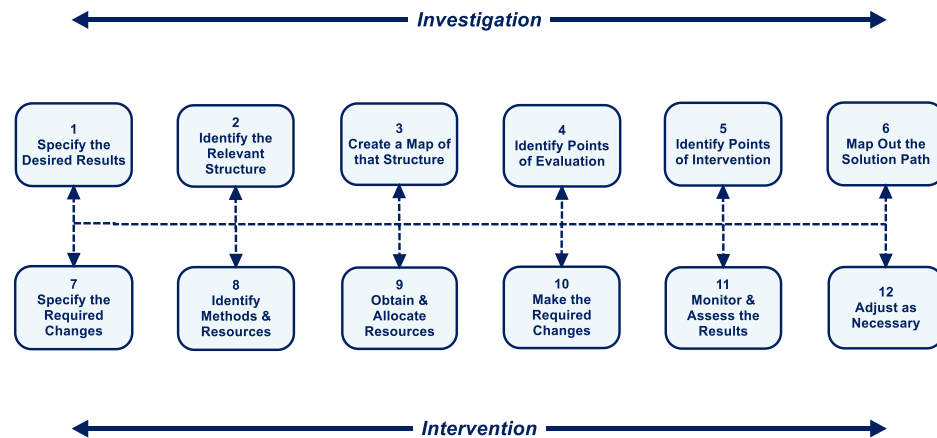 Investigation
1
Specify the
Desired Results
2
Identify the
Relevant
Structure
3
Create a Map of
that Structure
4
Identify Points
of Evaluation
5
Identify Points
of Intervention
6
Map Out the
Solution Path
7
Specify the
Required
Changes
8
Identify
Methods &
Resources
9
Obtain &
Allocate
Resources
10
Make the
Required
Changes
11
Monitor &
Assess the
Results
12
Adjust as
Necessary
Intervention